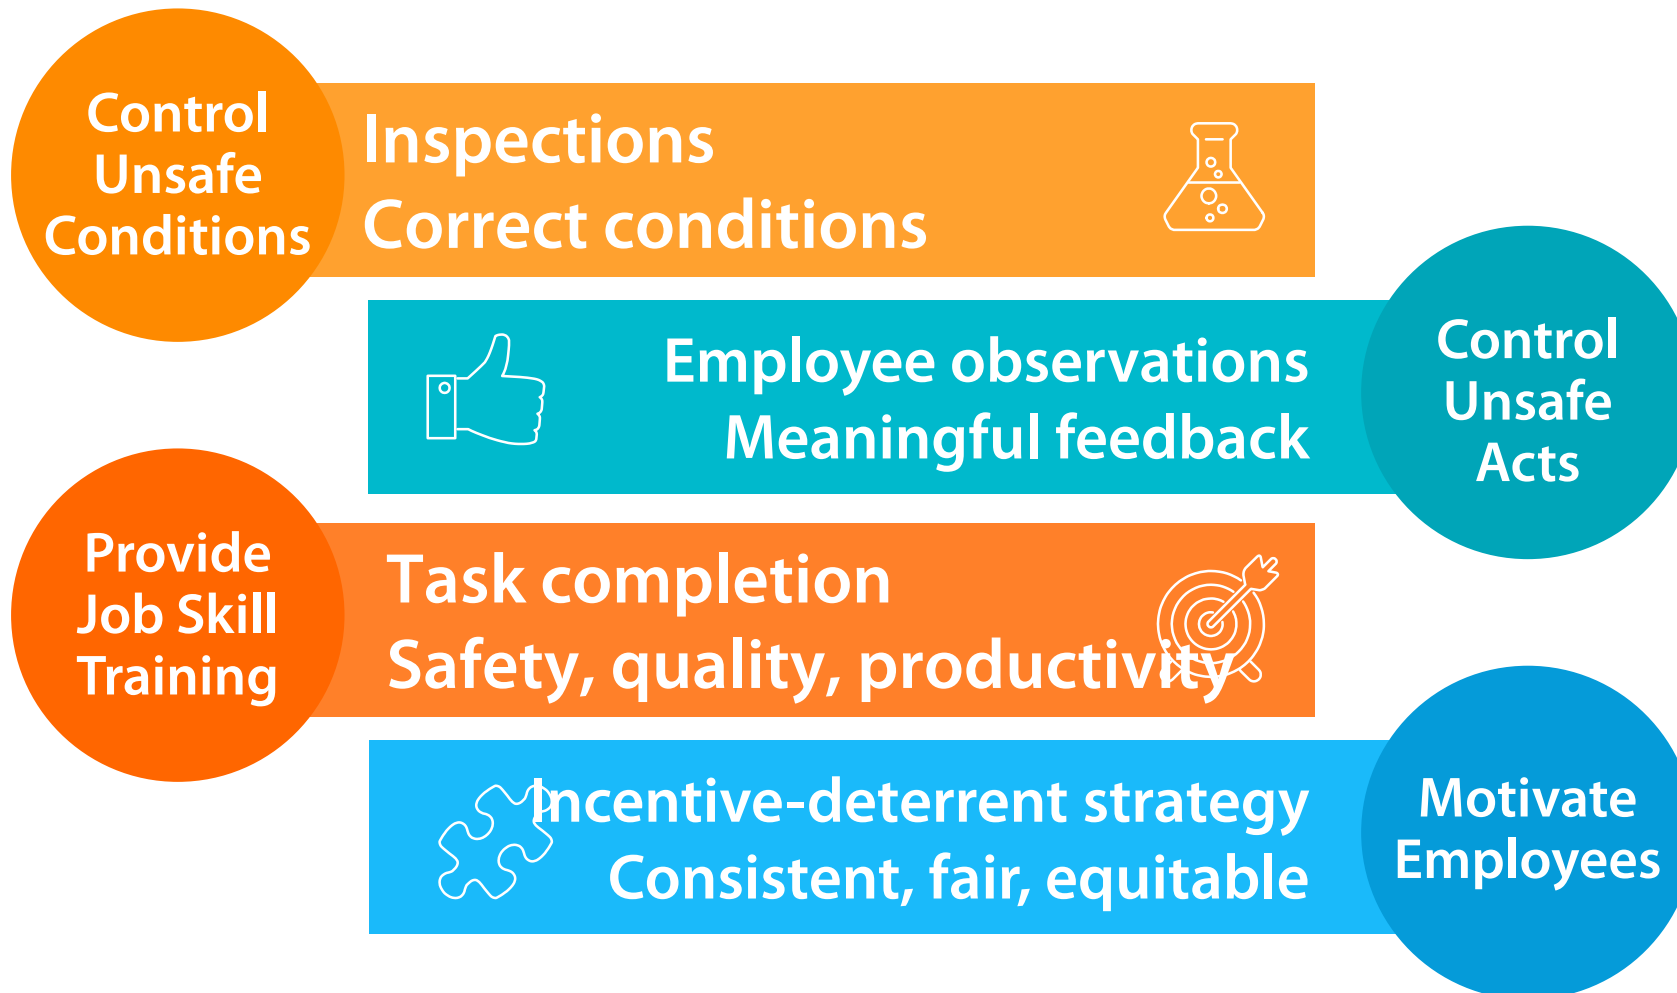 Control
Unsafe
Conditions
Inspections
Correct conditions
Employee observations
Meaningful feedback
Control
Unsafe
Acts
Provide
Job Skill
Training
Task completion
Safety, quality, productivity
Incentive-deterrent strategy
Consistent, fair, equitable
Motivate
Employees